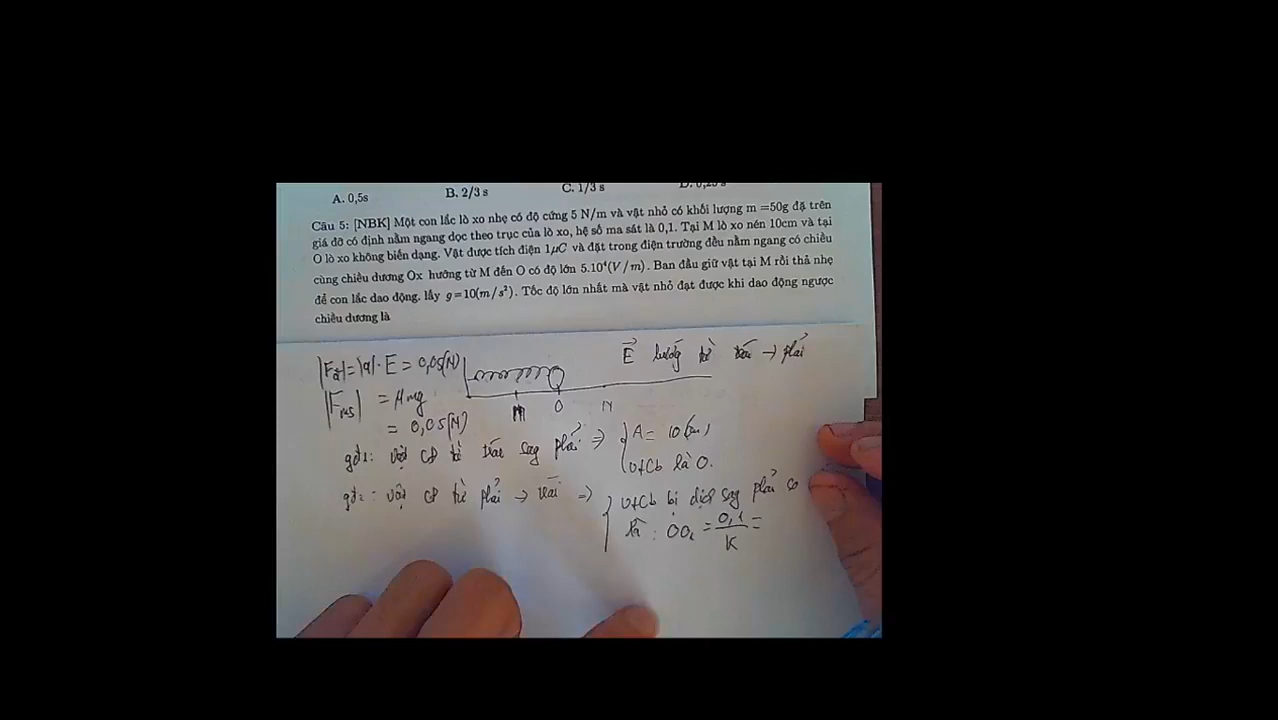 A. 0,5s B. 2/3 s C. 1/3 s D. 0,25 s
Câu 5: [NBK] Một con lắc lò xo nhẹ có độ cứng 5 N/m và vật nhỏ có khối lượng m =50g đặ trên
giá đỡ cố định nằm ngang dọc theo trục của lò xo, hệ số ma sát là 0,1. Tại M lò xo nén 10cm và tại
O lò xo không biến dạng. Vật được tích điện 1μC và đặt trong điện trường đều nằm ngang có chiều
cùng chiều dương Ox hướng từ M đến O có độ lớn 5.10⁴(V/m). Ban đầu giữ vật tại M rồi thả nhẹ
để con lắc dao động. lấy g=10(m/s²). Tốc độ lớn nhất mà vật nhỏ đạt được khi dao động ngược
chiều dương là
|Fđ|=|q|.E = 0,05(N)
E⃗ hướng từ trái → phải
|Fms| = μmg
= 0,05(N)
M O N
gđ1: vật CĐ từ trái sang phải ⇒ { A = 10(cm)
vtcb là O.
gđ2: vật CĐ từ phải → trái ⇒ { vtcb bị dịch sang phải so
OO₁ = 0,1/K =